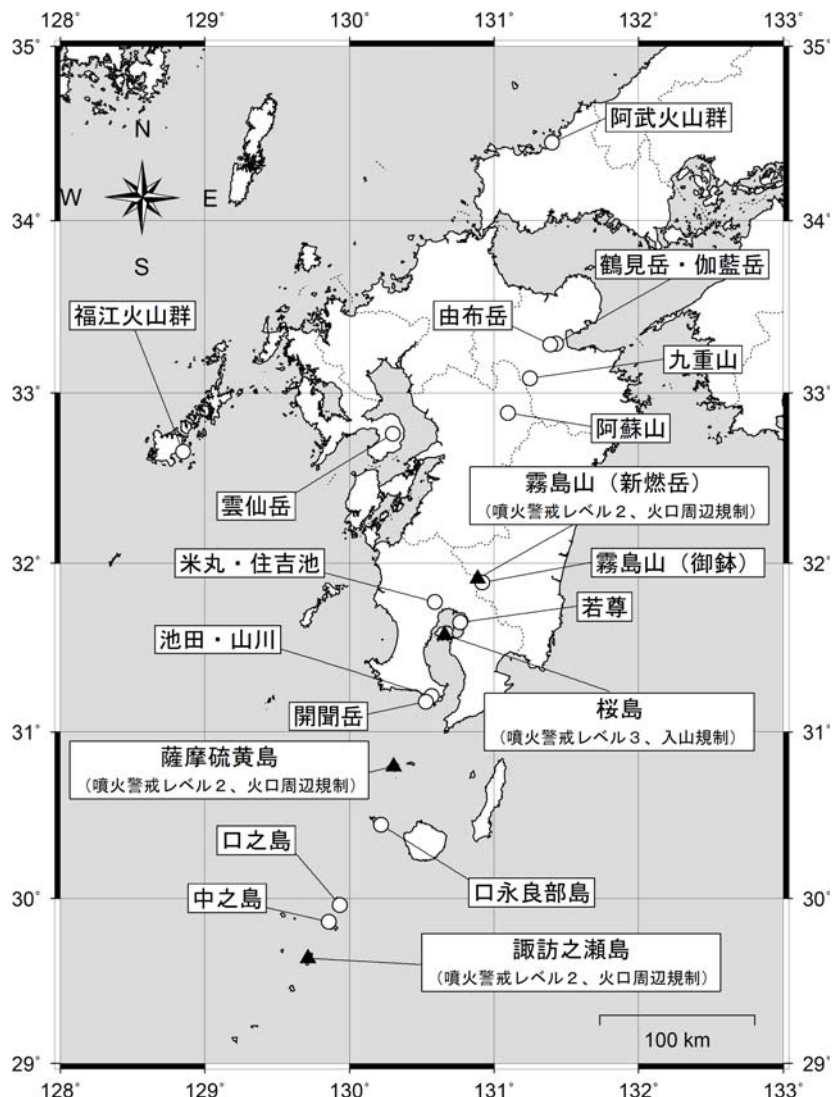 128° 129° 130° 131° 132° 133°
35° 35°
阿武火山群
N
W E
34° 34°
S
鶴見岳・伽藍岳
福江火山群
由布岳
九重山
33° 33°
阿蘇山
霧島山（新燃岳）
（噴火警戒レベル２、火口周辺規制）
雲仙岳
32° 32°
米丸・住吉池
霧島山（御鉢）
若尊
池田・山川
桜島
（噴火警戒レベル３、入山規制）
開聞岳
31° 31°
薩摩硫黄島
（噴火警戒レベル２、火口周辺規制）
口之島
口永良部島
30° 30°
中之島
諏訪之瀬島
（噴火警戒レベル２、火口周辺規制）
100 km
29° 29°
128° 129° 130° 131° 132° 133°